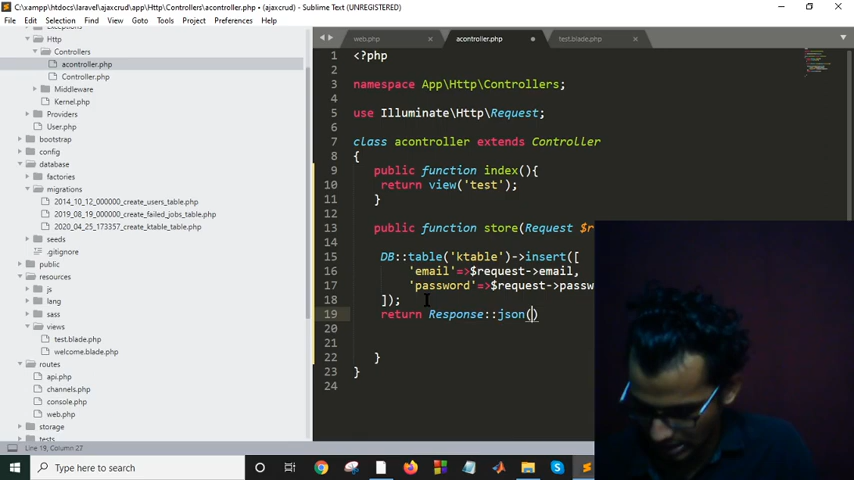 C:\xampp\htdocs\laravel\ajaxcrud\app\Http\Controllers\acontroller.php • (ajaxcrud) - Sublime Text (UNREGISTERED)
File Edit Selection Find View Goto Tools Project Preferences Help
Exceptions
Http
Controllers
acontroller.php
Controller.php
Middleware
Kernel.php
Providers
User.php
bootstrap
config
database
factories
migrations
2014_10_12_000000_create_users_table.php
2019_08_19_000000_create_failed_jobs_table.php
2020_04_25_173357_create_ktable_table.php
seeds
.gitignore
public
resources
js
lang
sass
views
test.blade.php
welcome.blade.php
routes
api.php
channels.php
console.php
web.php
storage
tests
web.php acontroller.php test.blade.php
1 <?php
2
3 namespace App\Http\Controllers;
4
5 use Illuminate\Http\Request;
6
7 class acontroller extends Controller
8 {
9 public function index(){
10 return view('test');
11 }
12
13 public function store(Request $r
14
15 DB::table('ktable')->insert([
16 'email'=>$request->email,
17 'password'=>$request->passw
18 ]);
19 return Response::json()
20
21
22 }
23 }
24
Line 19, Column 27
Type here to search